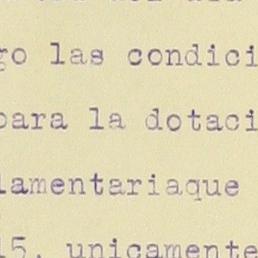 go las condici
para la dotaci
lamentariaque
15. unicamente